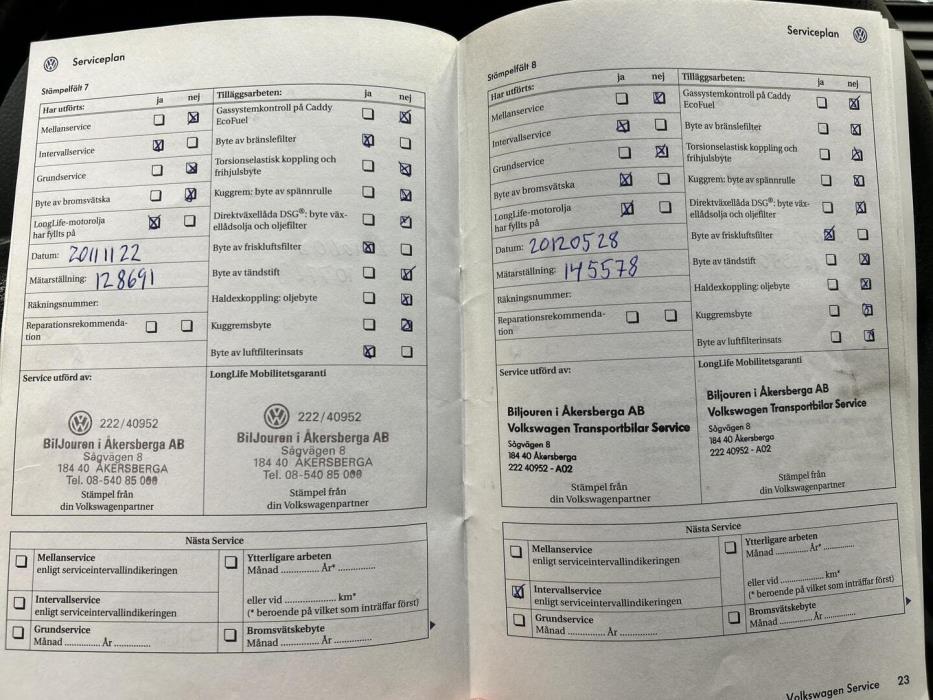 Serviceplan
Stämpelfält 7
Har utförts: ja nej
Mellanservice
Intervallservice
Grundservice
Byte av bromsvätska
LongLife-motorolja
har fyllts på
Datum: 20111122
Mätarställning: 128691
Räkningsnummer:
Reparationsrekommenda-
tion
Tilläggsarbeten: ja nej
Gassystemkontroll på Caddy
EcoFuel
Byte av bränslefilter
Torsionselastisk koppling och
frihjulsbyte
Kuggrem: byte av spännrulle
Direktväxellåda DSG®: byte väx-
ellådsolja och oljefilter
Byte av friskluftsfilter
Byte av tändstift
Haldexkoppling: oljebyte
Kuggremsbyte
Byte av luftfilterinsats
Service utförd av:
222/40952
BilJouren i Åkersberga AB
Sågvägen 8
184 40 ÅKERSBERGA
Tel. 08-540 85 000
Stämpel från
din Volkswagenpartner
LongLife Mobilitetsgaranti
222/40952
BilJouren i Åkersberga AB
Sågvägen 8
184 40 ÅKERSBERGA
Tel. 08-540 85 000
Stämpel från
din Volkswagenpartner
Nästa Service
Mellanservice
enligt serviceintervallindikeringen
Intervallservice
enligt serviceintervallindikeringen
Grundservice
Månad .............. År ..............
Ytterligare arbeten
Månad .............. År* ..............
eller vid .................... km*
(* beroende på vilket som inträffar först)
Bromsvätskebyte
Månad .............. År ..............
Serviceplan
Stämpelfält 8
Har utförts: ja nej
Mellanservice
Intervallservice
Grundservice
Byte av bromsvätska
LongLife-motorolja
har fyllts på
Datum: 20120528
Mätarställning: 145578
Räkningsnummer:
Reparationsrekommenda-
tion
Tilläggsarbeten: ja nej
Gassystemkontroll på Caddy
EcoFuel
Byte av bränslefilter
Torsionselastisk koppling och
frihjulsbyte
Kuggrem: byte av spännrulle
Direktväxellåda DSG®: byte väx-
ellådsolja och oljefilter
Byte av friskluftsfilter
Byte av tändstift
Haldexkoppling: oljebyte
Kuggremsbyte
Byte av luftfilterinsats
Service utförd av:
Biljouren i Åkersberga AB
Volkswagen Transportbilar Service
Sågvägen 8
184 40 Åkersberga
222 40952 - A02
Stämpel från
din Volkswagenpartner
LongLife Mobilitetsgaranti
Biljouren i Åkersberga AB
Volkswagen Transportbilar Service
Sågvägen 8
184 40 Åkersberga
222 40952 - A02
Stämpel från
din Volkswagenpartner
Nästa Service
Mellanservice
enligt serviceintervallindikeringen
Intervallservice
enligt serviceintervallindikeringen
Grundservice
Månad .............. År ..............
Ytterligare arbeten
Månad .............. År* ..............
eller vid .................... km*
(* beroende på vilket som inträffar först)
Bromsvätskebyte
Månad .............. År ..............
Volkswagen Service 23